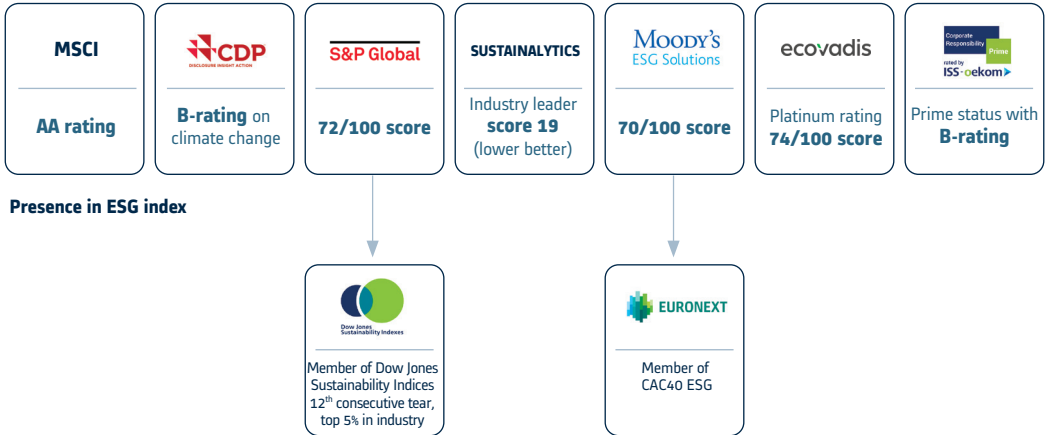 MSCI
AA rating
CDP
DISCLOSURE INSIGHT ACTION
B-rating on
climate change
S&P Global
72/100 score
SUSTAINALYTICS
Industry leader
score 19
(lower better)
MOODY'S
ESG Solutions
70/100 score
ecovadis
Platinum rating
74/100 score
Corporate
Responsibility
Prime
rated by
ISS-oekom
Prime status with
B-rating
Presence in ESG index
Dow Jones
Sustainability Indexes
Member of Dow Jones
Sustainability Indices
12th consecutive tear,
top 5% in industry
EURONEXT
Member of
CAC40 ESG